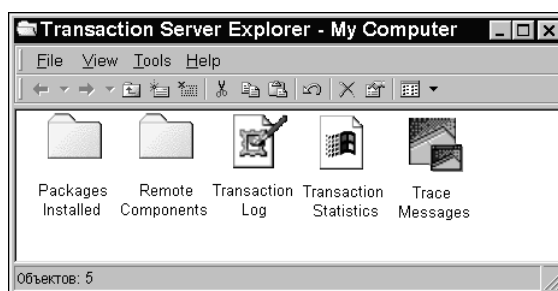 Transaction Server Explorer - My Computer
File View Tools Help
Packages Installed
Remote Components
Transaction Log
Transaction Statistics
Trace Messages
Объектов: 5